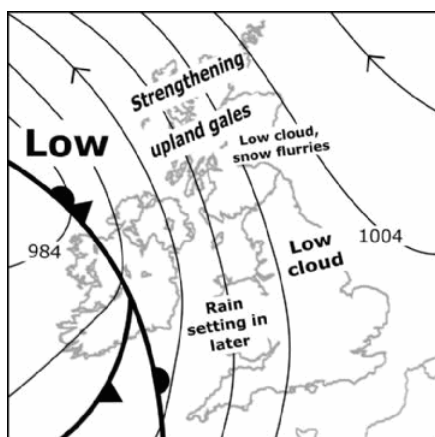 Strengthening
upland gales
Low
Low cloud,
snow flurries
984
1004
Low
cloud
Rain
setting in
later